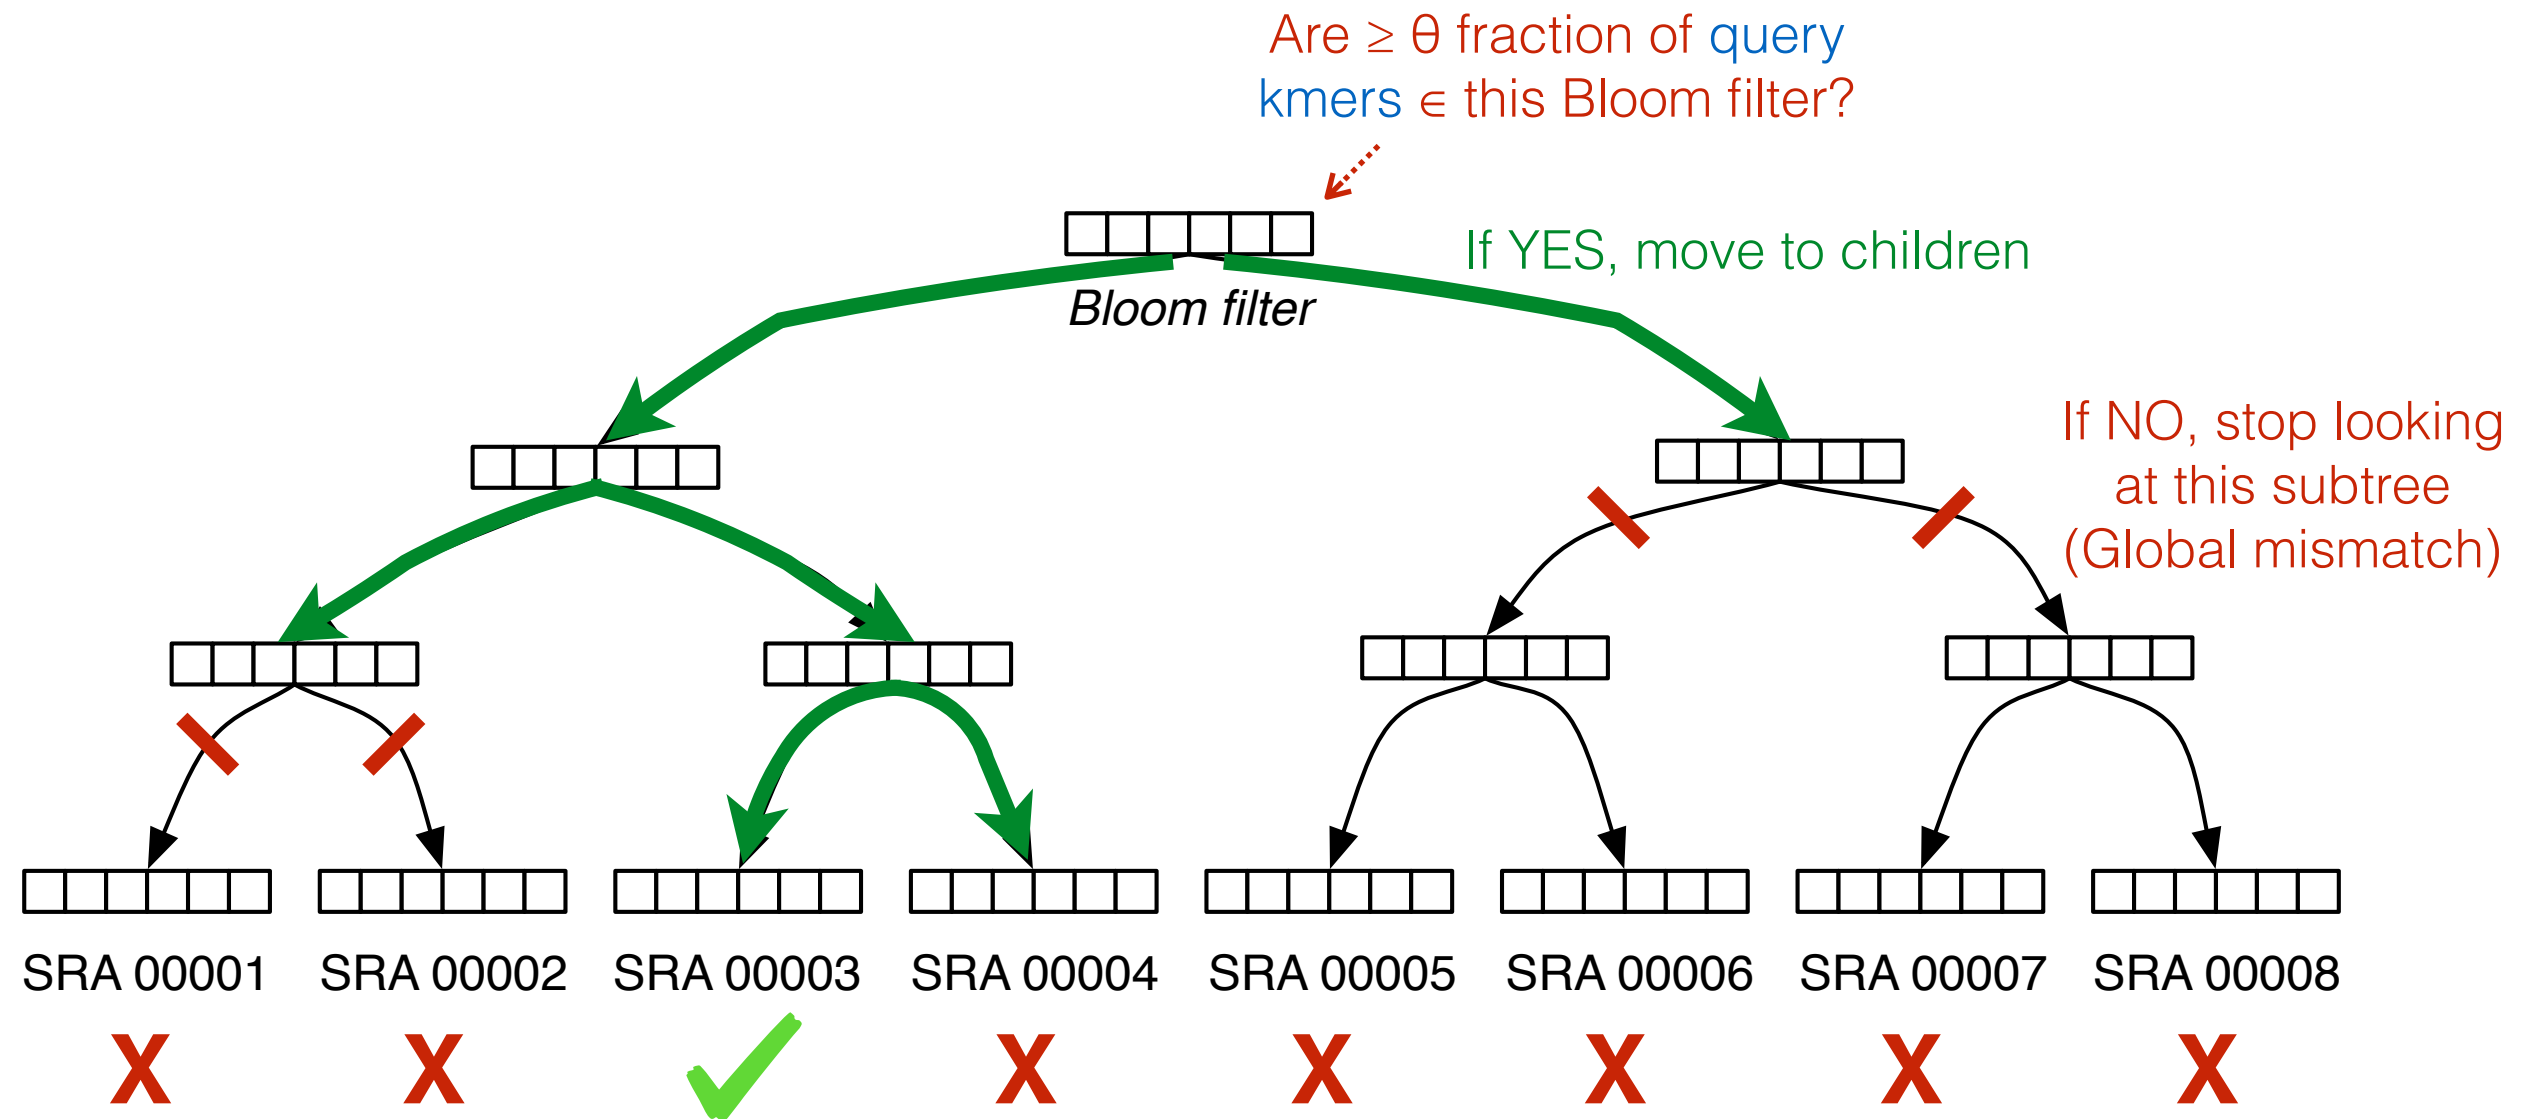 Are ≥ θ fraction of query
kmers ∈ this Bloom filter?
If YES, move to children
Bloom filter
If NO, stop looking
at this subtree
(Global mismatch)
SRA 00001 SRA 00002 SRA 00003 SRA 00004 SRA 00005 SRA 00006 SRA 00007 SRA 00008
X X ✓ X X X X X